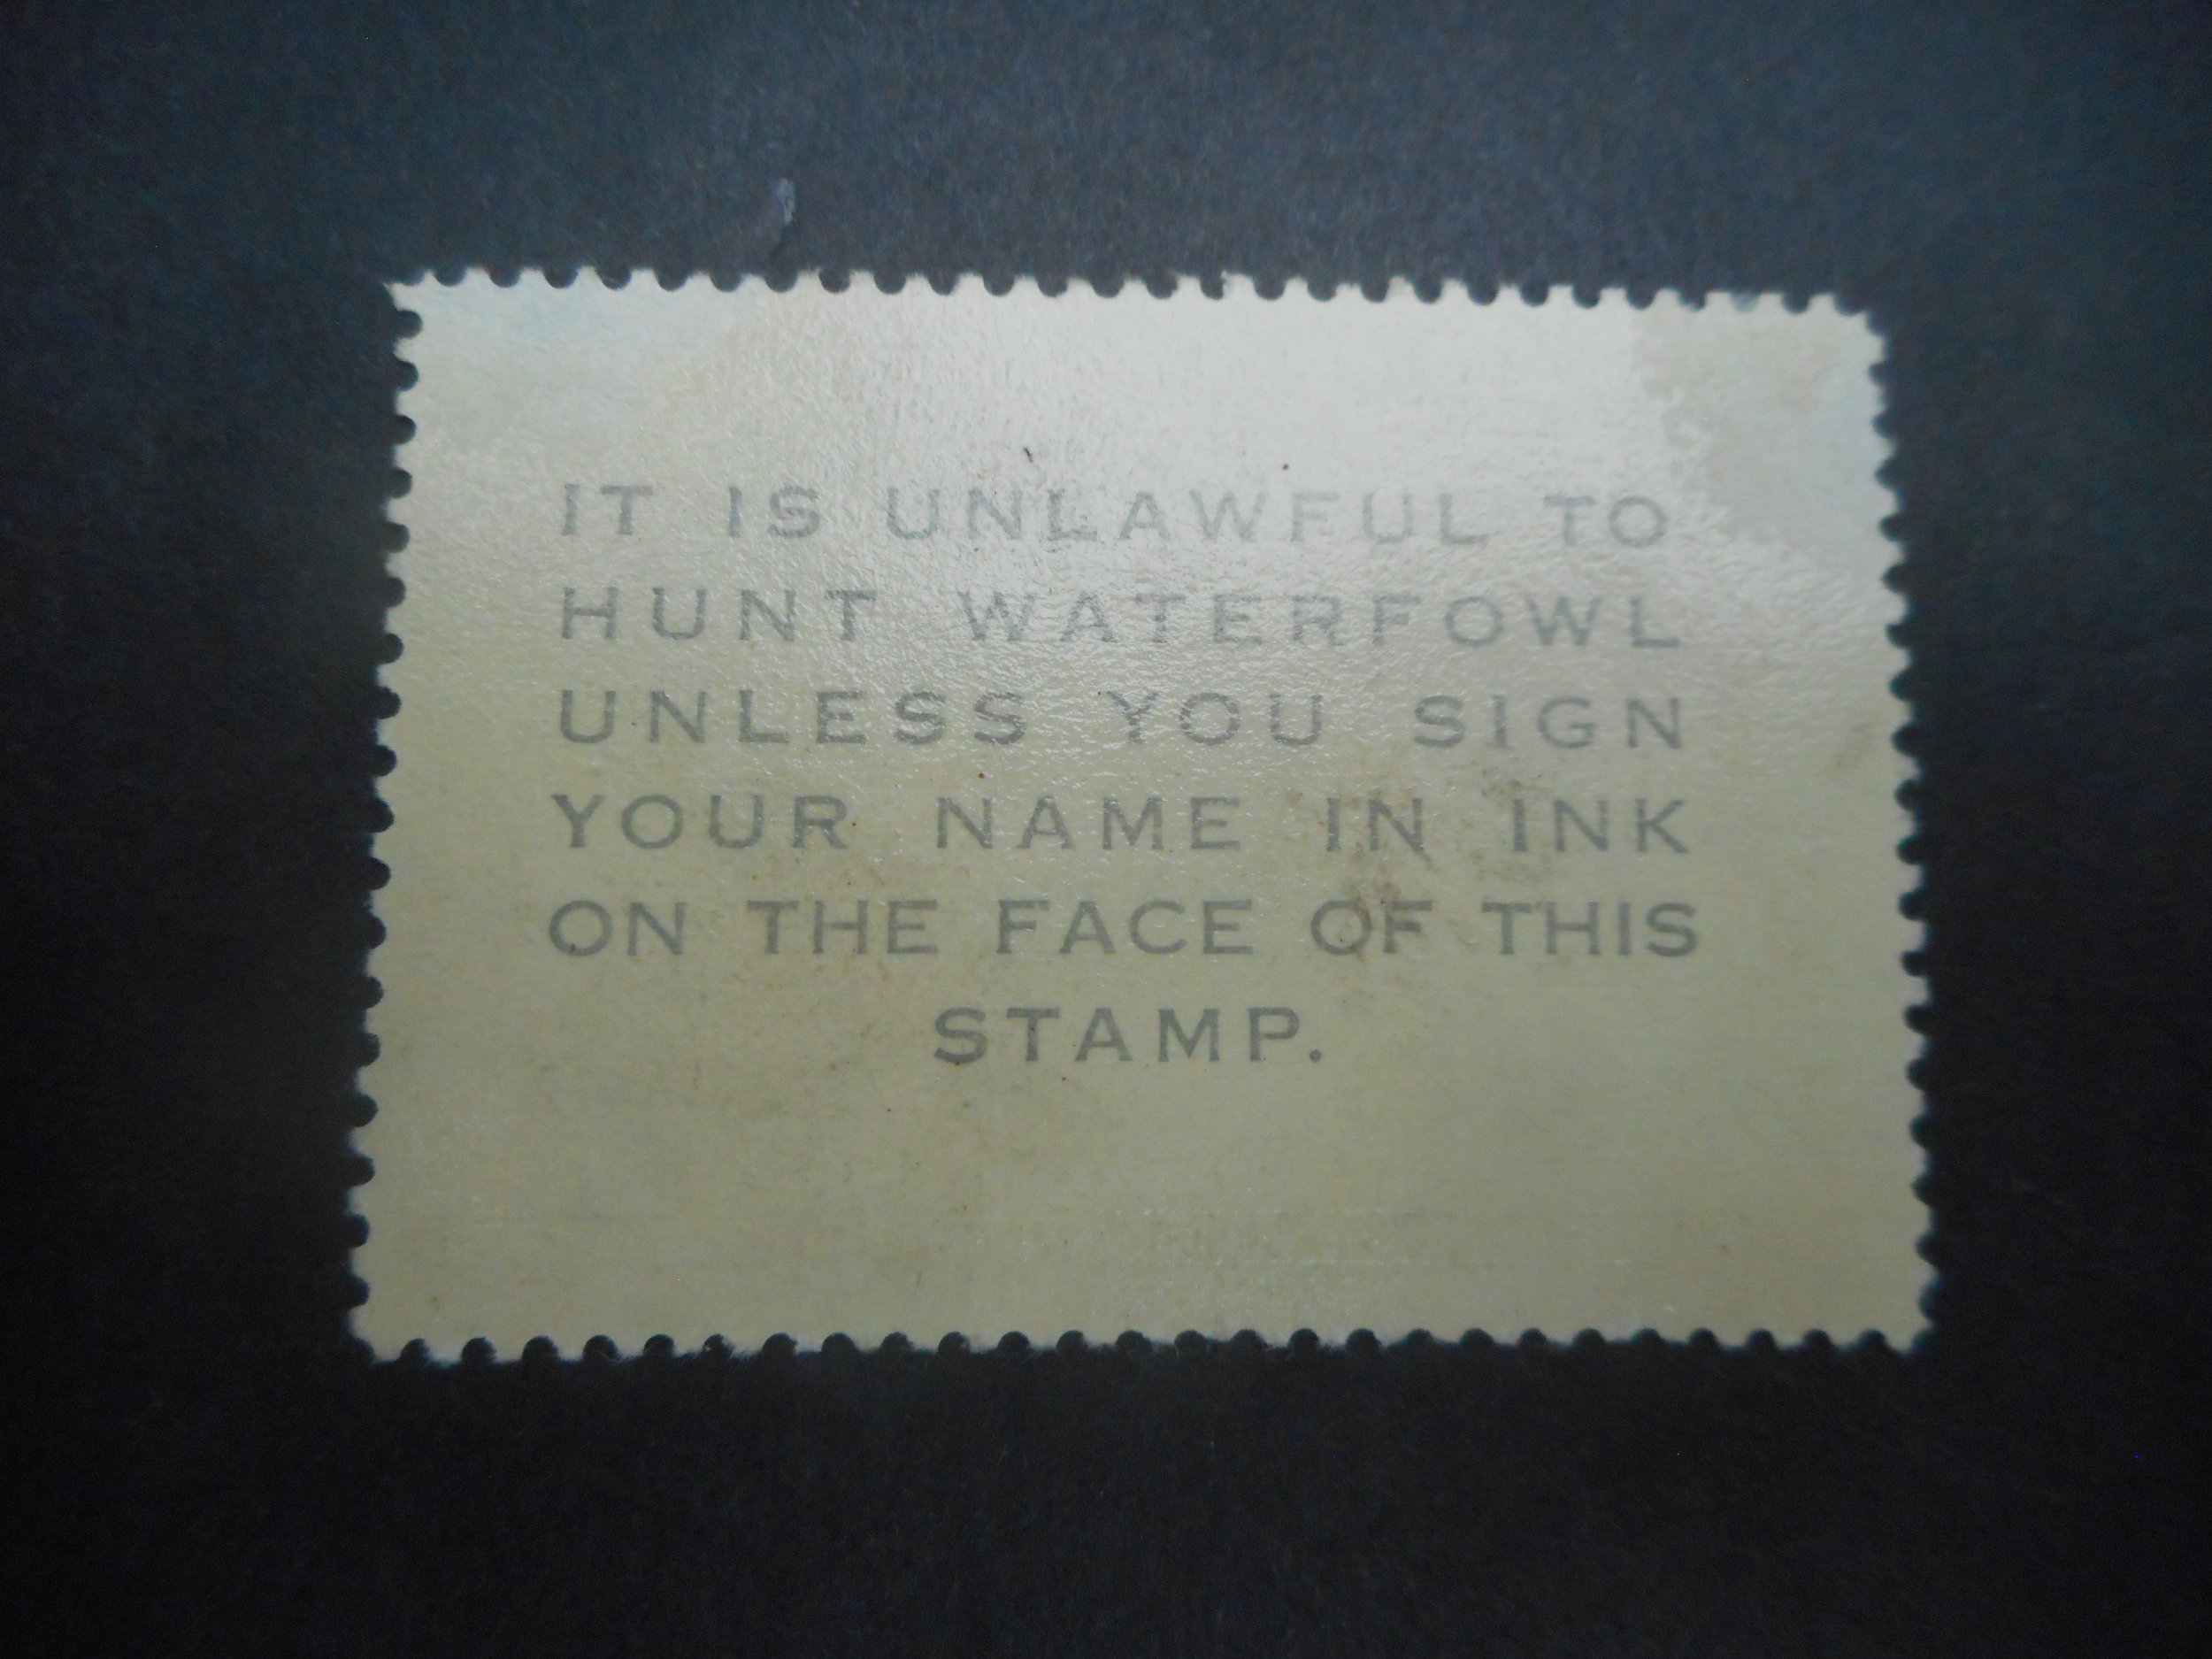 IT IS UNLAWFUL TO
HUNT WATERFOWL
UNLESS YOU SIGN
YOUR NAME IN INK
ON THE FACE OF THIS
STAMP.